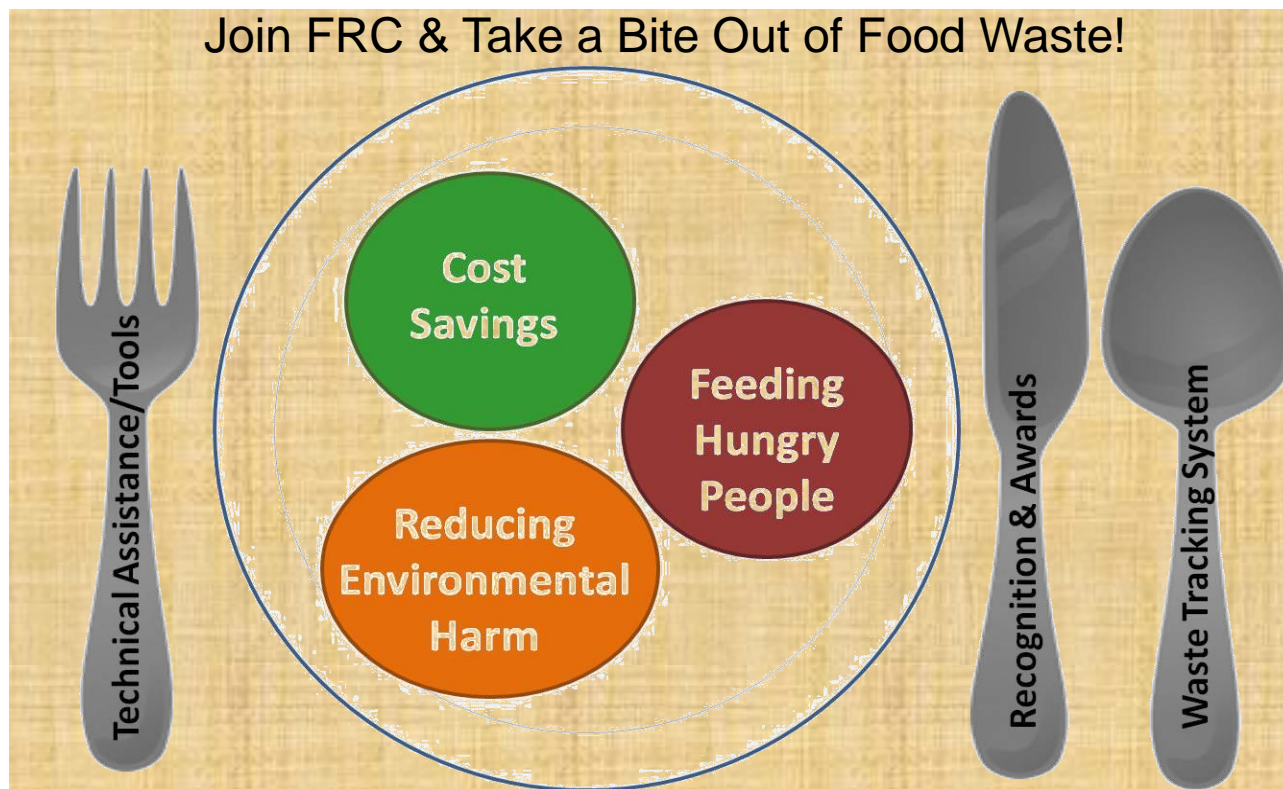 Join FRC & Take a Bite Out of Food Waste!
Technical Assistance/Tools
Cost
Savings
Feeding
Hungry
People
Reducing
Environmental
Harm
Recognition & Awards
Waste Tracking System